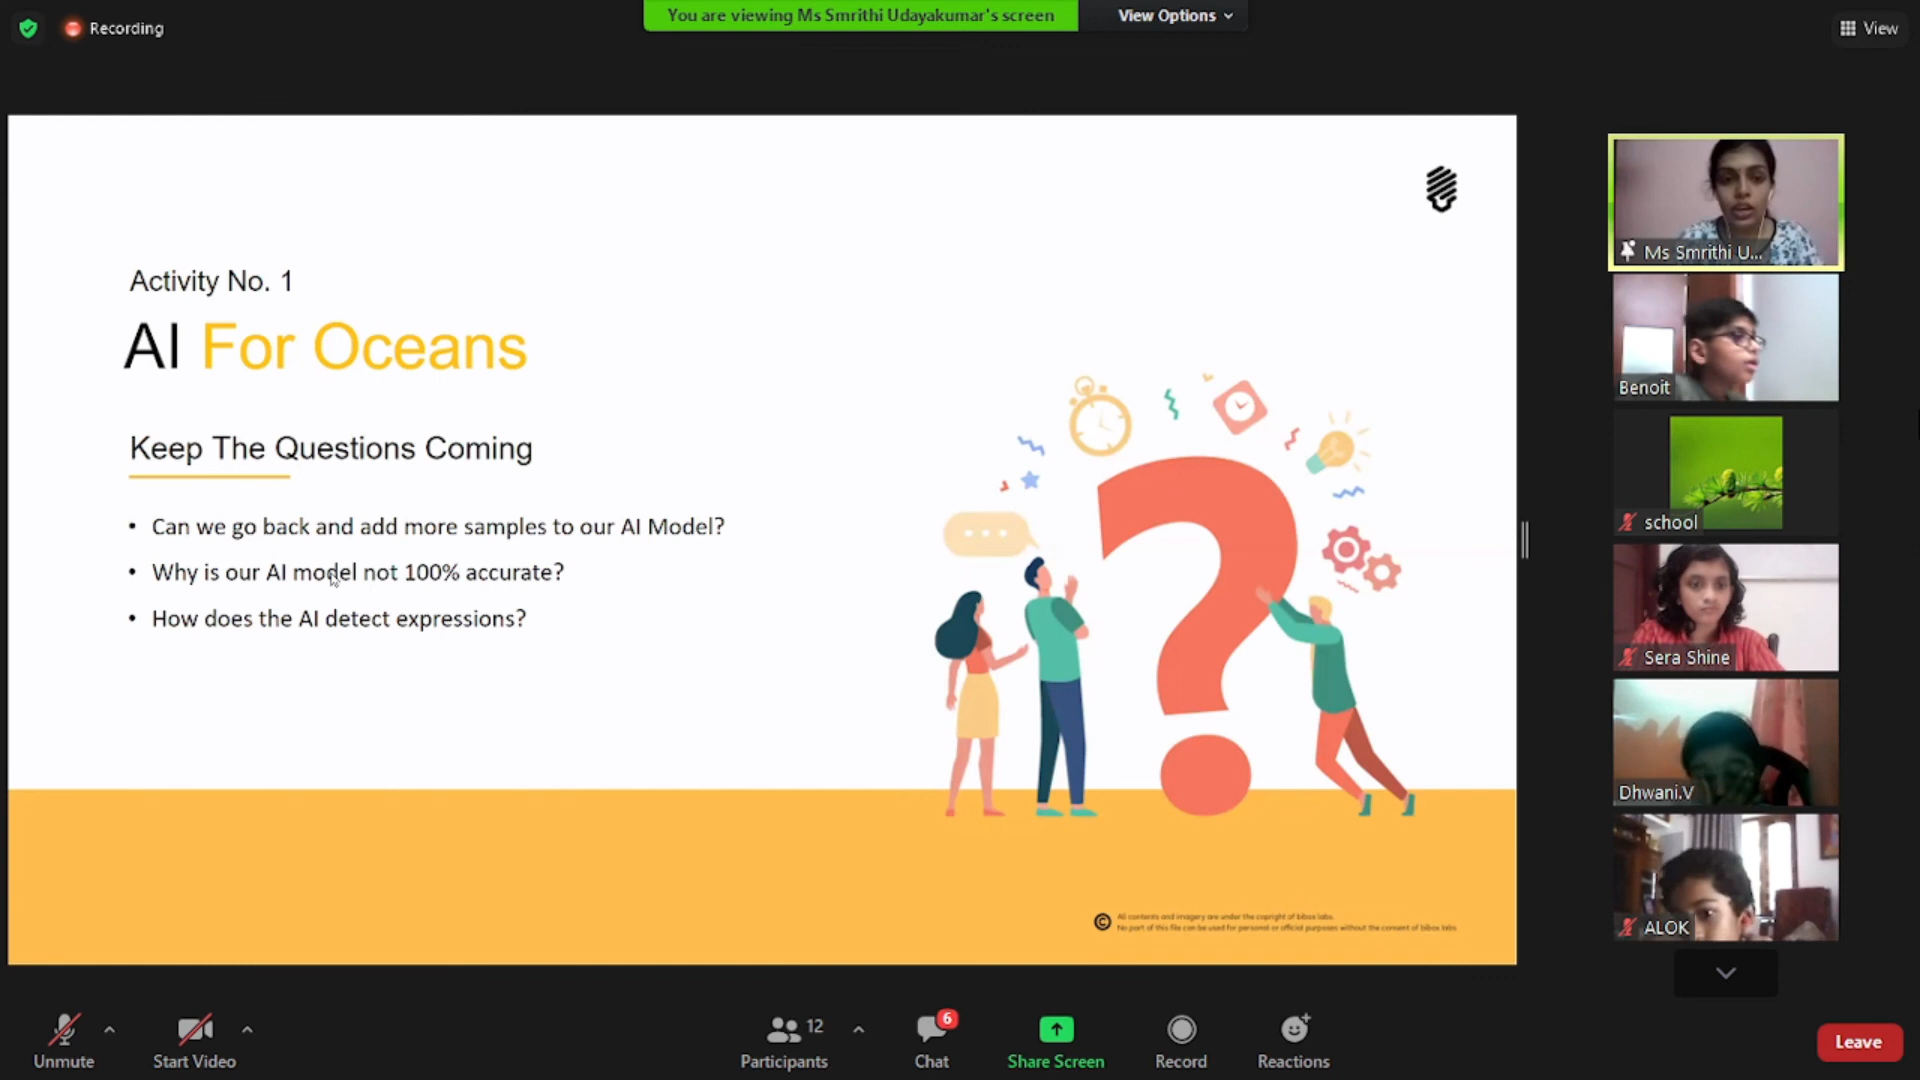 Recording
You are viewing Ms Smrithi Udayakumar's screen
View Options
View
Activity No. 1
AI For Oceans
Keep The Questions Coming
• Can we go back and add more samples to our AI Model?
• Why is our AI model not 100% accurate?
• How does the AI detect expressions?
© All contents and imagery are under the copyright of bibox labs.
No part of this file can be used for personal or official purposes without the consent of bibox labs.
Ms Smrithi U...
Benoit
school
Sera Shine
Dhwani.V
ALOK
Unmute
Start Video
12
Participants
6
Chat
Share Screen
Record
Reactions
Leave